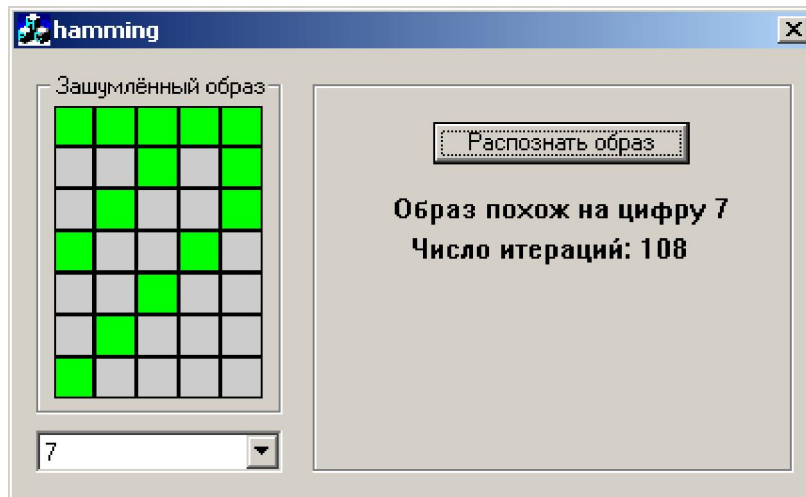 hamming
Зашумлённый образ
Распознать образ
Образ похож на цифру 7
Число итераций: 108
7